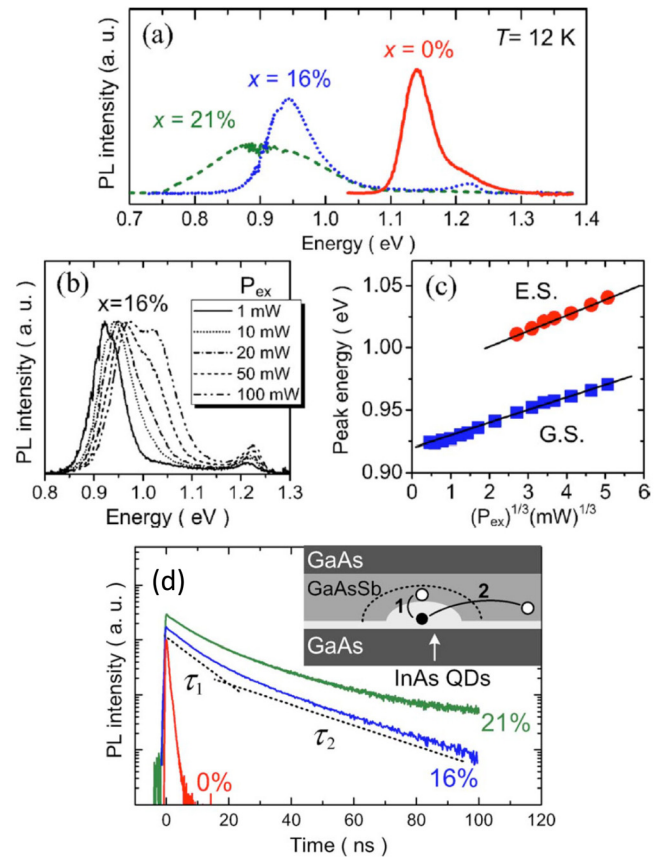 (a)
T= 12 K
x = 0%
x = 16%
x = 21%
PL intensity (a. u.)
0.7 0.8 0.9 1.0 1.1 1.2 1.3 1.4
Energy ( eV )
(b)
x=16%
P_ex
1 mW
10 mW
20 mW
50 mW
100 mW
PL intensity ( a. u. )
0.8 0.9 1.0 1.1 1.2 1.3
Energy ( eV )
(c)
E.S.
G.S.
Peak energy ( eV )
1.05
1.00
0.95
0.90
0 1 2 3 4 5 6
(P_ex)^1/3(mW)^1/3
(d)
GaAs
GaAsSb
1
2
GaAs
InAs QDs
τ1
τ2
0%
21%
16%
PL intensity ( a. u. )
0 20 40 60 80 100 120
Time ( ns )